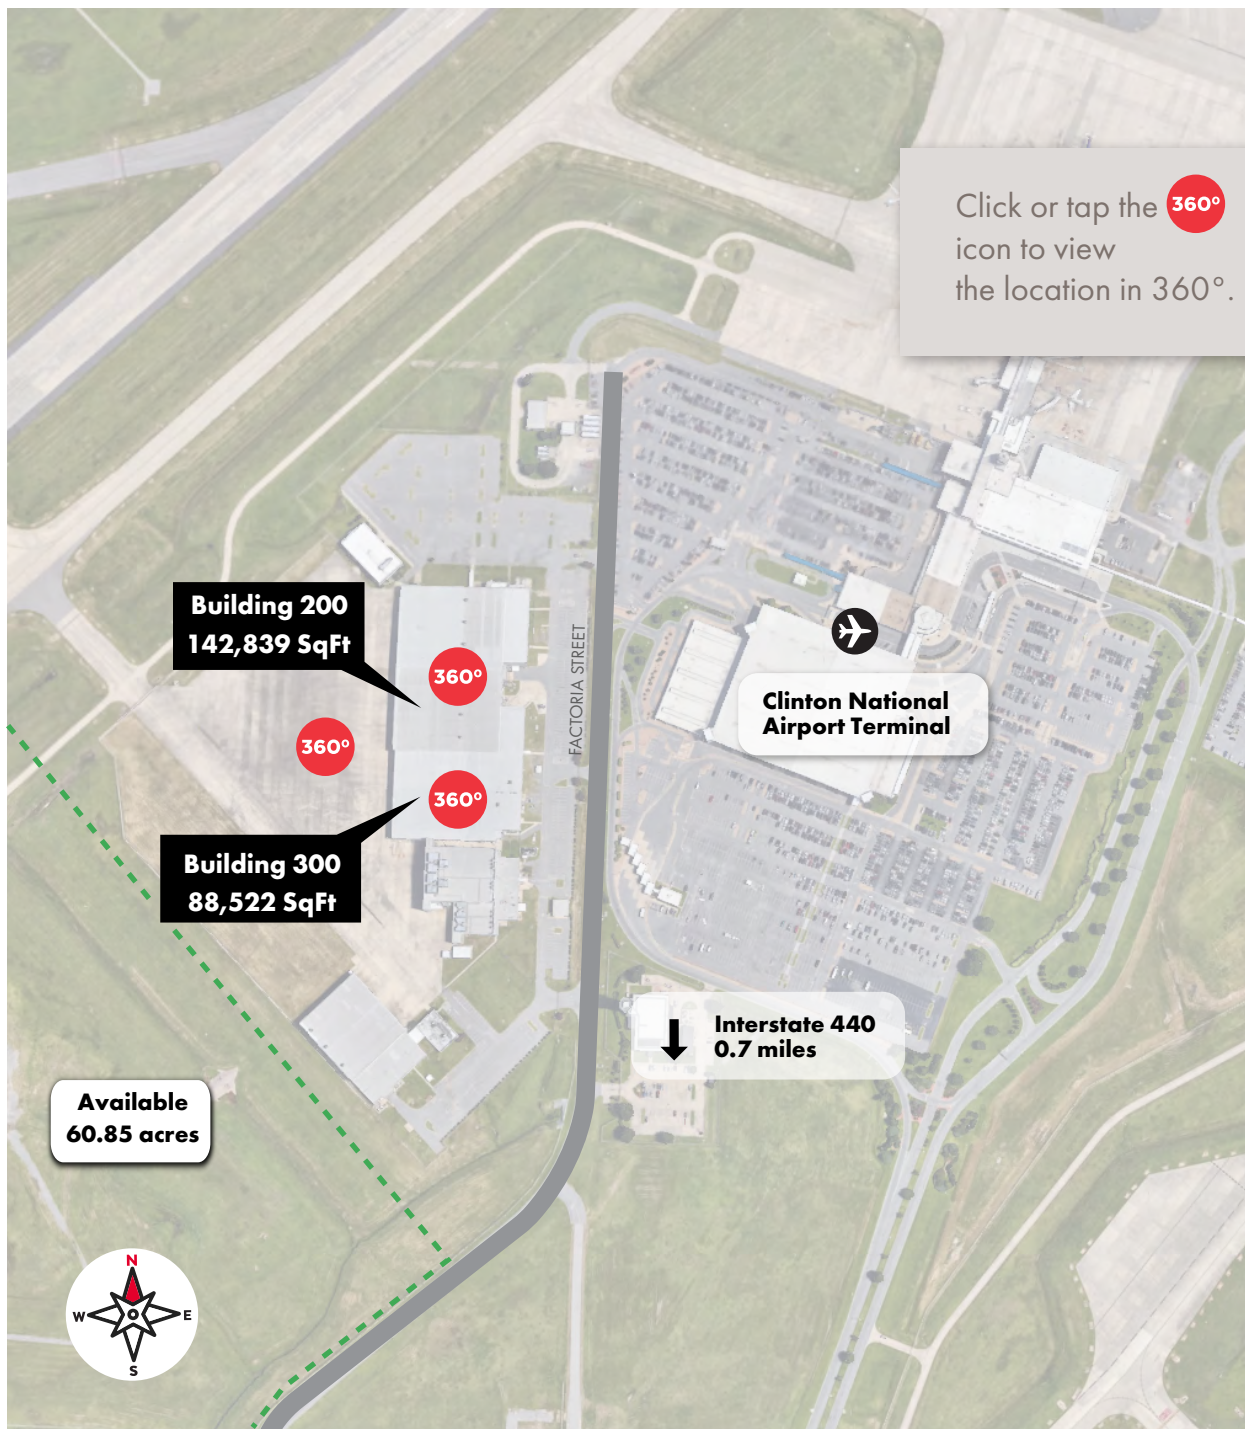 Click or tap the 360°
icon to view
the location in 360°.
Building 200
142,839 SqFt
360°
FACTORIA STREET
Clinton National
Airport Terminal
360°
360°
Building 300
88,522 SqFt
Interstate 440
0.7 miles
Available
60.85 acres
N
W
E
S